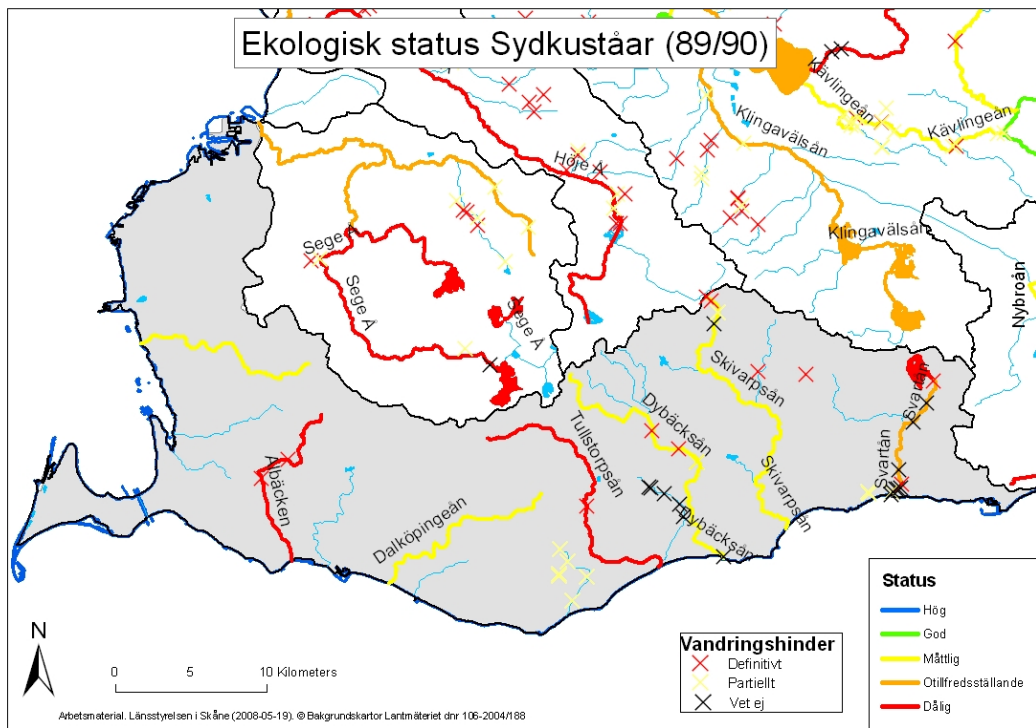 Ekologisk status Sydkuståar (89/90)
Kävlingeån
Kävlingeån
Klingavälsån
Höje Å
Klingavälsån
Sege Å
Sege Å
Sege Å
Nybroån
Skivarpsån
Dybäcksån
Svartån
Tullstorpsån
Albäcken
Svartån
Skivarpsån
Dalköpingeån
Dybäcksån
Status
Hög
God
Måttlig
Otillfredsställande
Dålig
Vandringshinder
Definitivt
Partiellt
Vet ej
N
0 5 10 Kilometers
Arbetsmaterial. Länsstyrelsen i Skåne (2008-05-19). © Bakgrundskartor Lantmäteriet dnr 106-2004/188